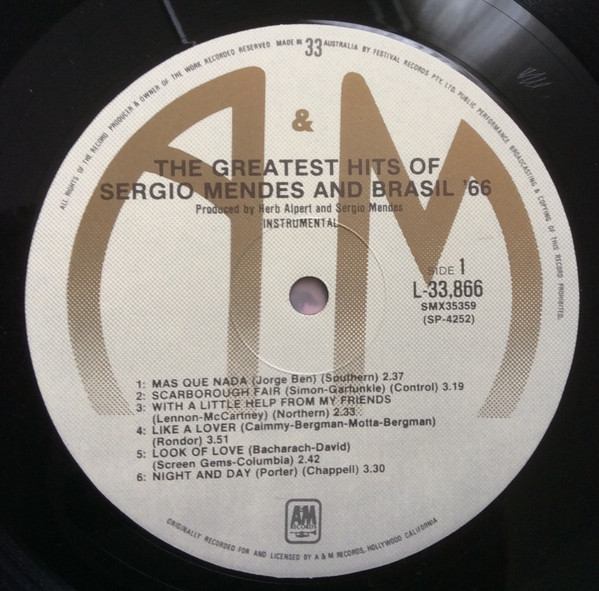 ALL RIGHTS OF THE RECORD PRODUCER & OWNER OF THE WORK RECORDED RESERVED MADE IN 33 AUSTRALIA BY FESTIVAL RECORDS PTY. LTD. PUBLIC PERFORMANCE BROADCASTING & COPYING OF THIS RECORD PROHIBITED.
A & M
THE GREATEST HITS OF
SERGIO MENDES AND BRASIL '66
Produced by Herb Alpert and Sergio Mendes
INSTRUMENTAL
SIDE 1
L-33,866
SMX35359
(SP-4252)
1: MAS QUE NADA (Jorge Ben) (Southern) 2.37
2: SCARBOROUGH FAIR (Simon-Garfunkle) (Control) 3.19
3: WITH A LITTLE HELP FROM MY FRIENDS
(Lennon-McCartney) (Northern) 2.33
4: LIKE A LOVER (Caimmy-Bergman-Motta-Bergman)
(Rondor) 3.51
5: LOOK OF LOVE (Bacharach-David)
(Screen Gems-Columbia) 2.42
6: NIGHT AND DAY (Porter) (Chappell) 3.30
A&M
RECORDS
ORIGINALLY RECORDED FOR AND LICENSED BY A & M RECORDS, HOLLYWOOD CALIFORNIA